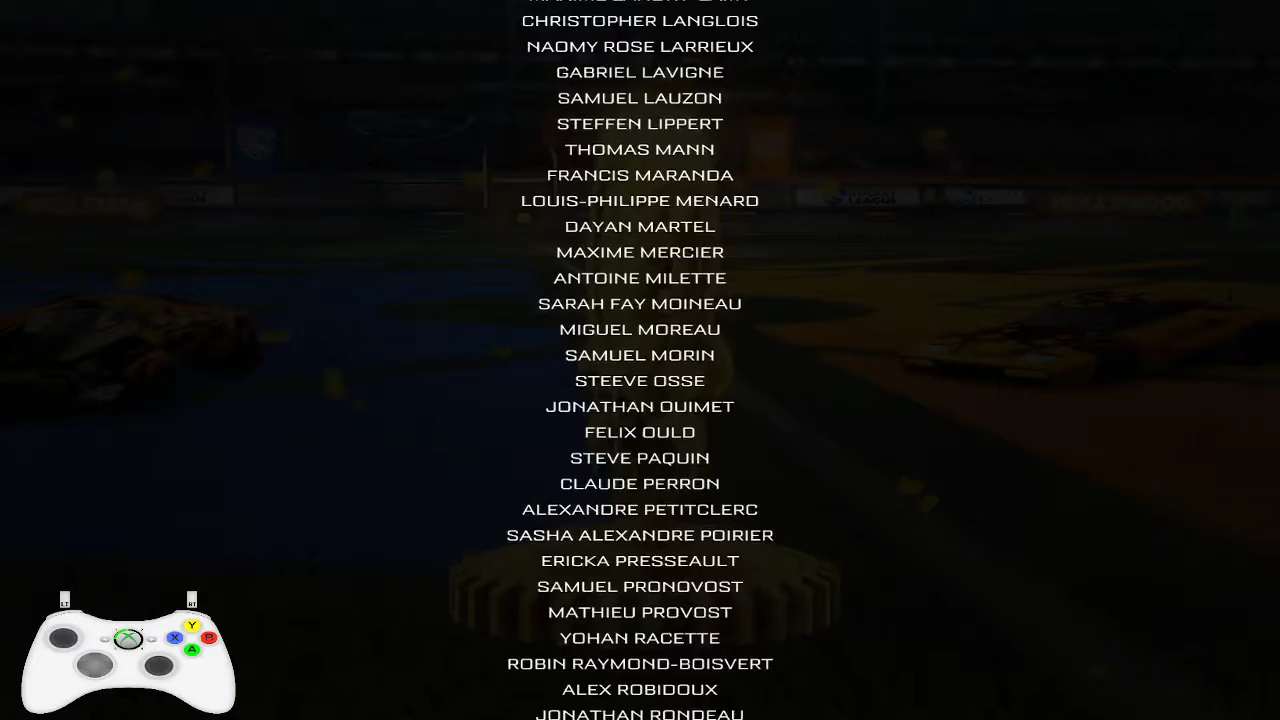 CHRISTOPHER LANGLOIS
NAOMY ROSE LARRIEUX
GABRIEL LAVIGNE
SAMUEL LAUZON
STEFFEN LIPPERT
THOMAS MANN
FRANCIS MARANDA
LOUIS-PHILIPPE MENARD
DAYAN MARTEL
MAXIME MERCIER
ANTOINE MILETTE
SARAH FAY MOINEAU
MIGUEL MOREAU
SAMUEL MORIN
STEEVE OSSE
JONATHAN OUIMET
FELIX OULD
STEVE PAQUIN
CLAUDE PERRON
ALEXANDRE PETITCLERC
SASHA ALEXANDRE POIRIER
ERICKA PRESSEAULT
SAMUEL PRONOVOST
MATHIEU PROVOST
YOHAN RACETTE
ROBIN RAYMOND-BOISVERT
ALEX ROBIDOUX
JONATHAN RONDEAU
LT
RT
Y
X
B
A